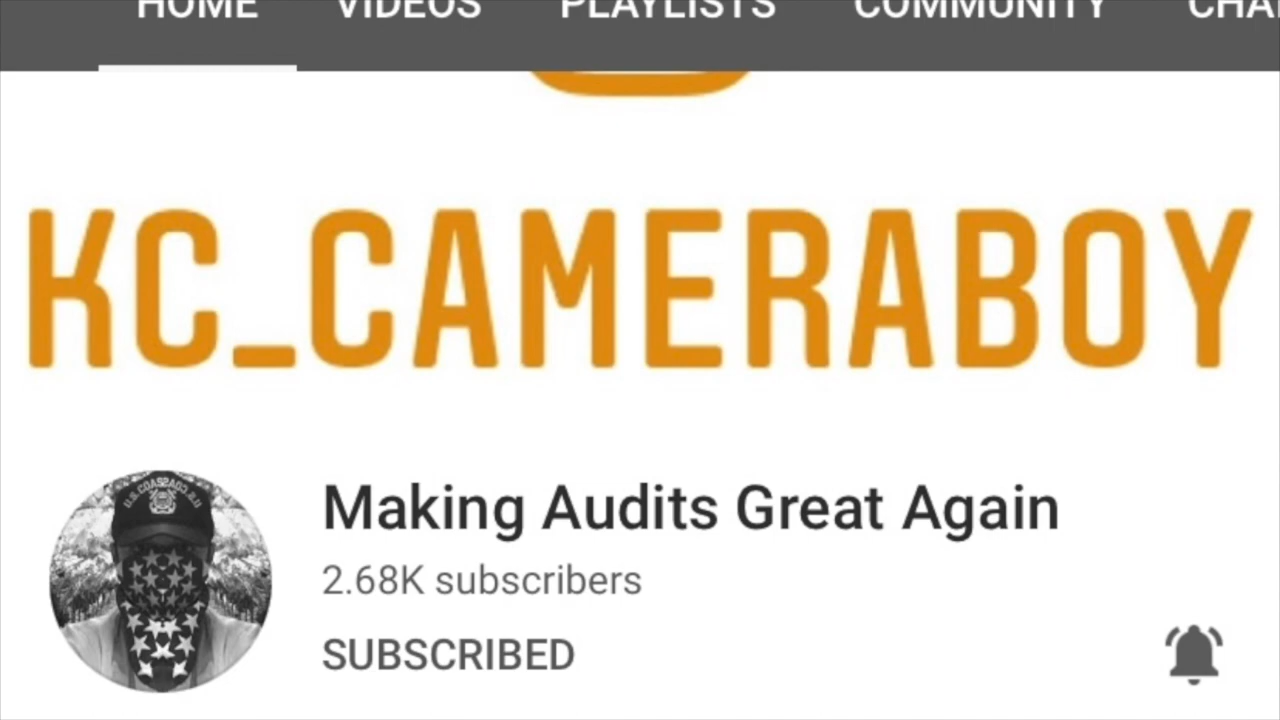 HOME VIDEOS PLAYLISTS COMMUNITY
KC_CAMERABOY
Making Audits Great Again
2.68K subscribers
SUBSCRIBED